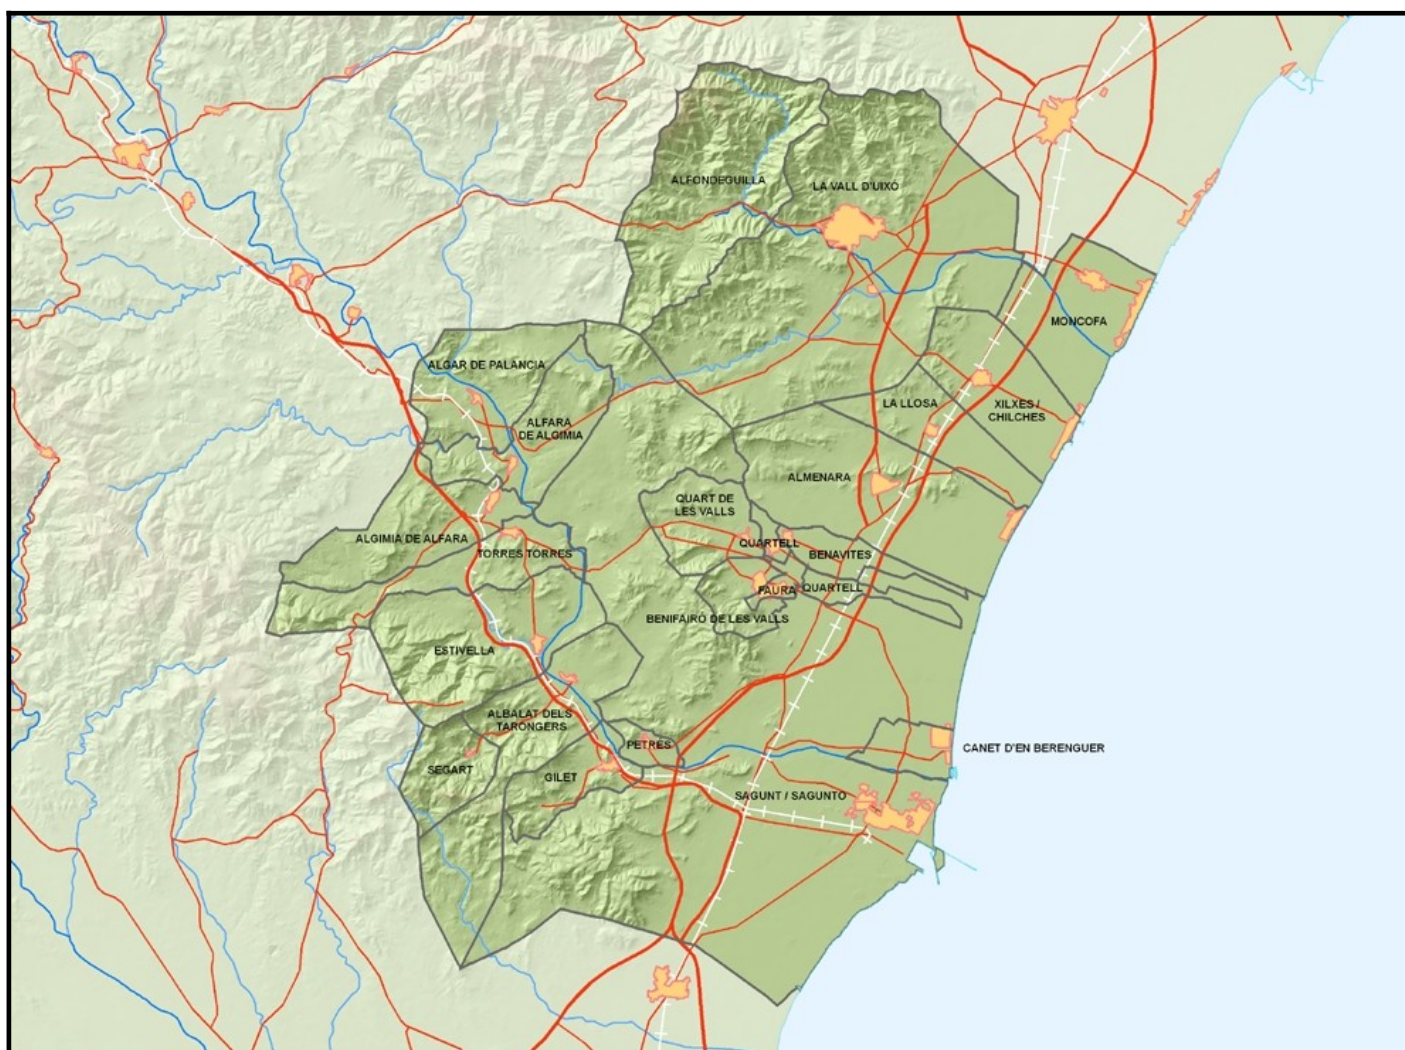 ALFONDEGUILLA
LA VALL D'UIXÓ
MONCOFA
ALGAR DE PALANCIA
LA LLOSA
XILXES /
CHILCHES
ALFARA
DE ALGIMIA
ALMENARA
QUART DE
LES VALLS
ALGIMIA DE ALFARA
QUARTELL
TORRES TORRES
BENAVITES
FAURA
QUARTELL
BENIFAIRÓ DE LES VALLS
ESTIVELLA
ALBALAT DELS
TARONGERS
PETRES
CANET D'EN BERENGUER
SEGART
GILET
SAGUNT / SAGUNTO